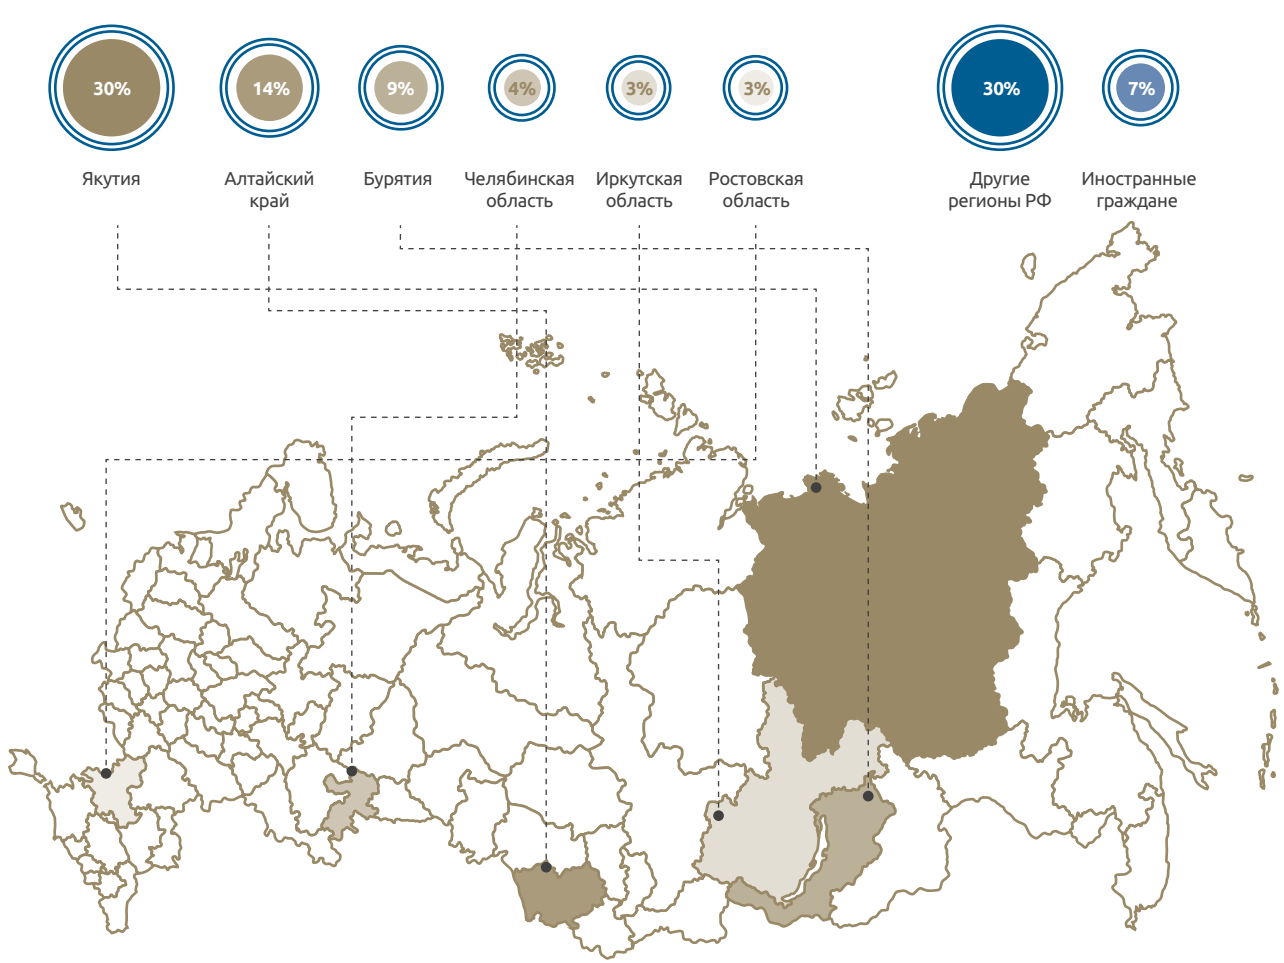 30%
14%
9%
4%
3%
3%
30%
7%
Якутия
Алтайский
край
Бурятия
Челябинская
область
Иркутская
область
Ростовская
область
Другие
регионы РФ
Иностранные
граждане